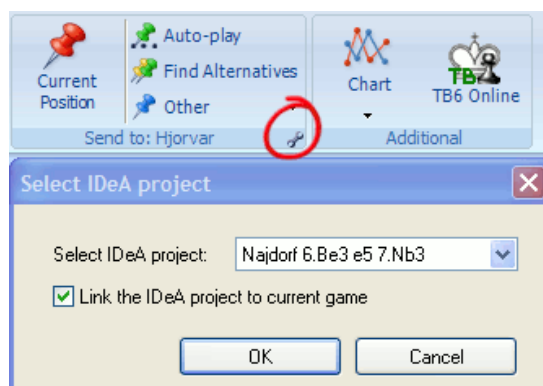 Current
Position
Auto-play
Find Alternatives
Other
Send to: Hjorvar
Chart
TB
TB6 Online
Additional
Select IDeA project
Select IDeA project: Najdorf 6.Be3 e5 7.Nb3
Link the IDeA project to current game
OK Cancel